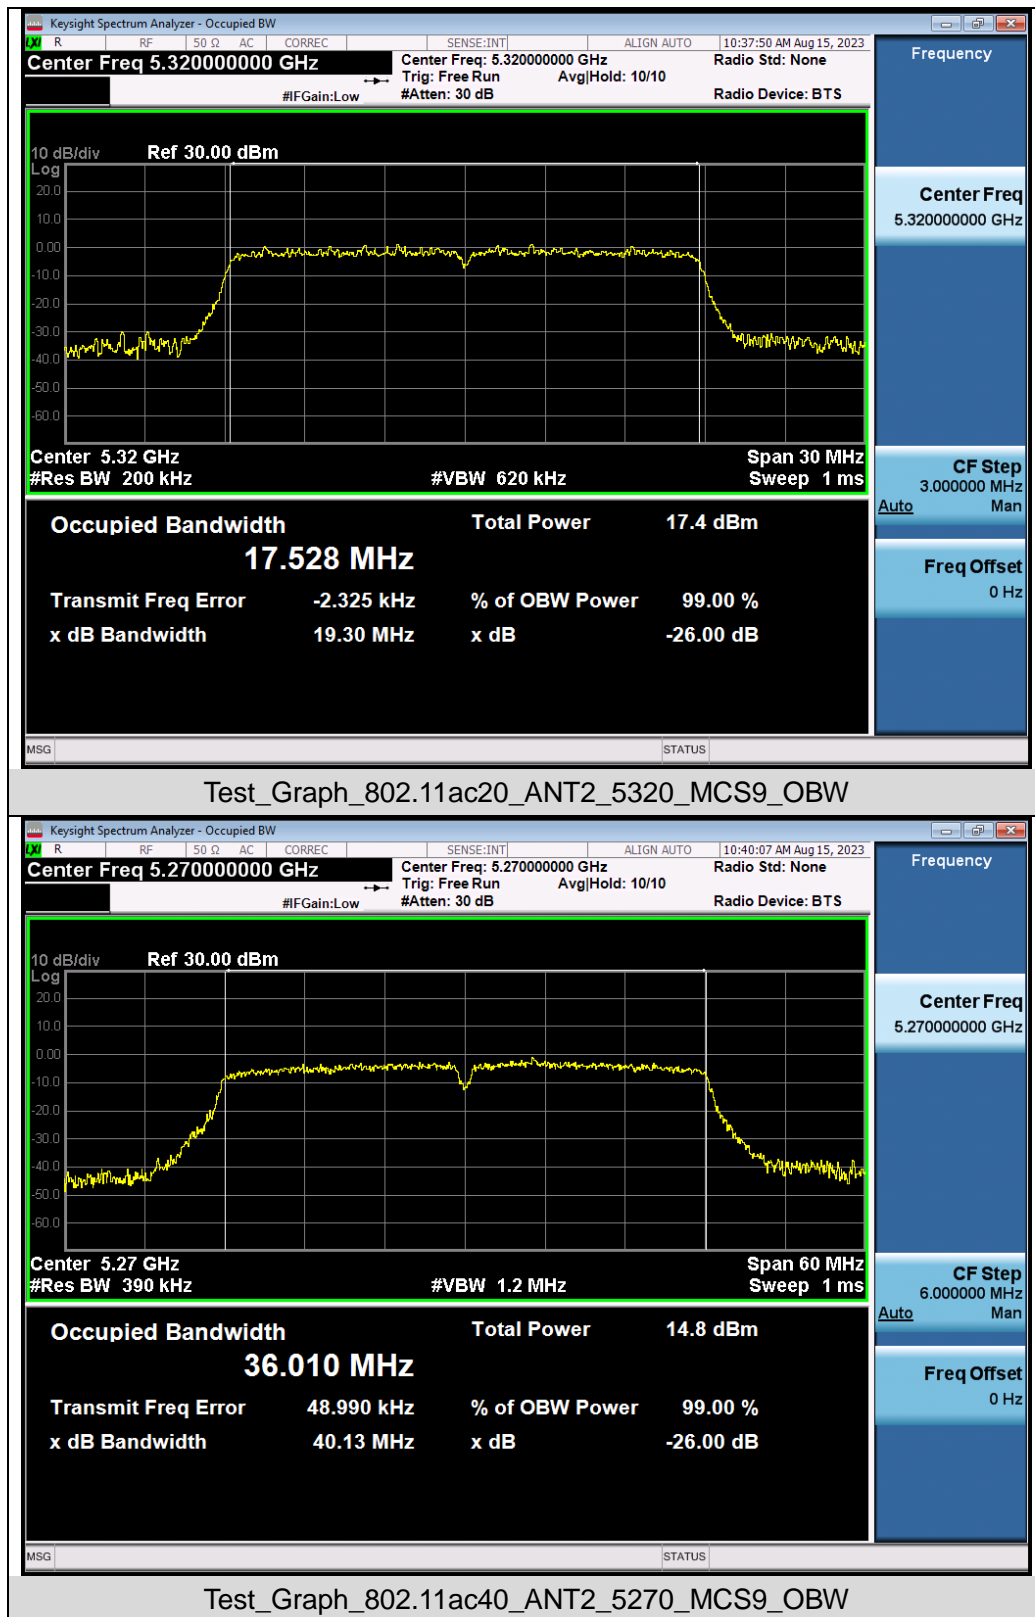 Keysight Spectrum Analyzer - Occupied BW
LXI R RF 50 Ω AC CORREC SENSE:INT ALIGN AUTO 10:37:50 AM Aug 15, 2023
Center Freq 5.320000000 GHz Center Freq: 5.320000000 GHz Radio Std: None Frequency
Trig: Free Run Avg|Hold: 10/10
#IFGain:Low #Atten: 30 dB Radio Device: BTS
10 dB/div Ref 30.00 dBm
Log
20.0
10.0
0.00
-10.0
-20.0
-30.0
-40.0
-50.0
-60.0
Center Freq
5.320000000 GHz
Center 5.32 GHz Span 30 MHz
#Res BW 200 kHz #VBW 620 kHz Sweep 1 ms
CF Step
3.000000 MHz
Auto Man
Occupied Bandwidth Total Power 17.4 dBm
17.528 MHz
Transmit Freq Error -2.325 kHz % of OBW Power 99.00 %
x dB Bandwidth 19.30 MHz x dB -26.00 dB
Freq Offset
0 Hz
MSG STATUS
Test_Graph_802.11ac20_ANT2_5320_MCS9_OBW
Keysight Spectrum Analyzer - Occupied BW
LXI R RF 50 Ω AC CORREC SENSE:INT ALIGN AUTO 10:40:07 AM Aug 15, 2023
Center Freq 5.270000000 GHz Center Freq: 5.270000000 GHz Radio Std: None Frequency
Trig: Free Run Avg|Hold: 10/10
#IFGain:Low #Atten: 30 dB Radio Device: BTS
10 dB/div Ref 30.00 dBm
Log
20.0
10.0
0.00
-10.0
-20.0
-30.0
-40.0
-50.0
-60.0
Center Freq
5.270000000 GHz
Center 5.27 GHz Span 60 MHz
#Res BW 390 kHz #VBW 1.2 MHz Sweep 1 ms
CF Step
6.000000 MHz
Auto Man
Occupied Bandwidth Total Power 14.8 dBm
36.010 MHz
Transmit Freq Error 48.990 kHz % of OBW Power 99.00 %
x dB Bandwidth 40.13 MHz x dB -26.00 dB
Freq Offset
0 Hz
MSG STATUS
Test_Graph_802.11ac40_ANT2_5270_MCS9_OBW